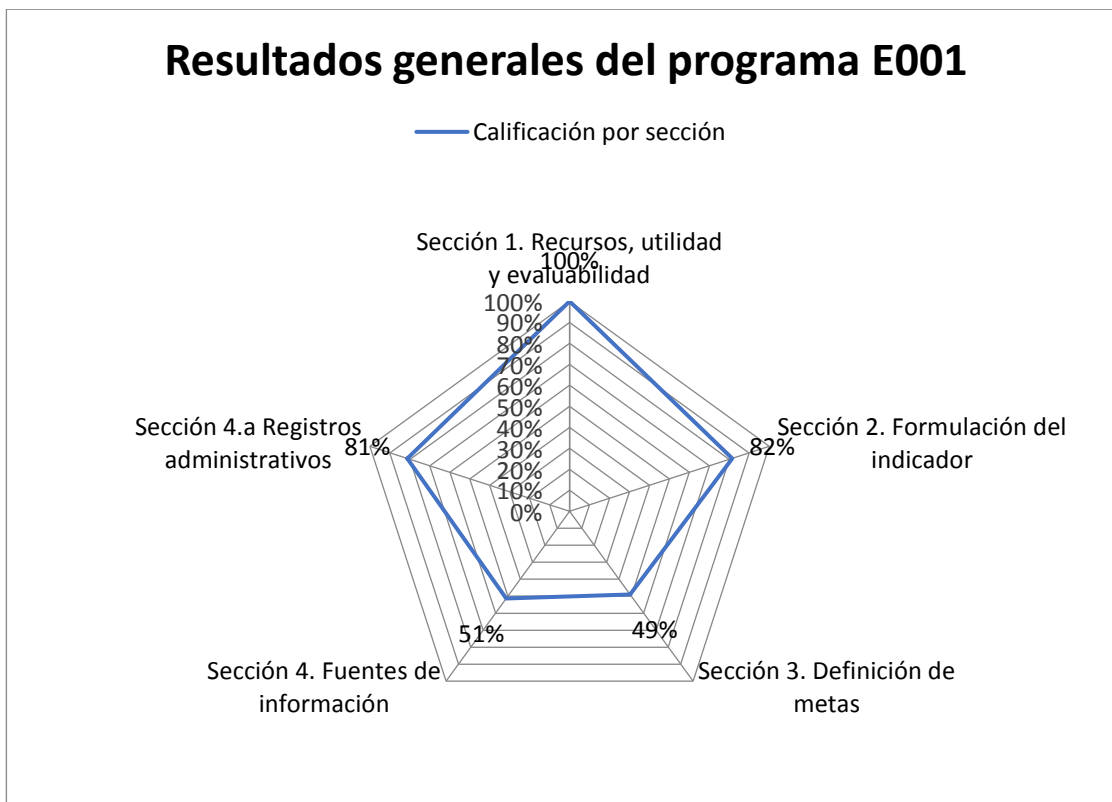 Resultados generales del programa E001
Calificación por sección
Sección 1. Recursos, utilidad
y evaluabilidad
100%
100%
90%
80%
70%
60%
50%
40%
30%
20%
10%
0%
Sección 2. Formulación del
indicador
82%
Sección 3. Definición de
metas
49%
Sección 4. Fuentes de
información
51%
Sección 4.a Registros
administrativos
81%